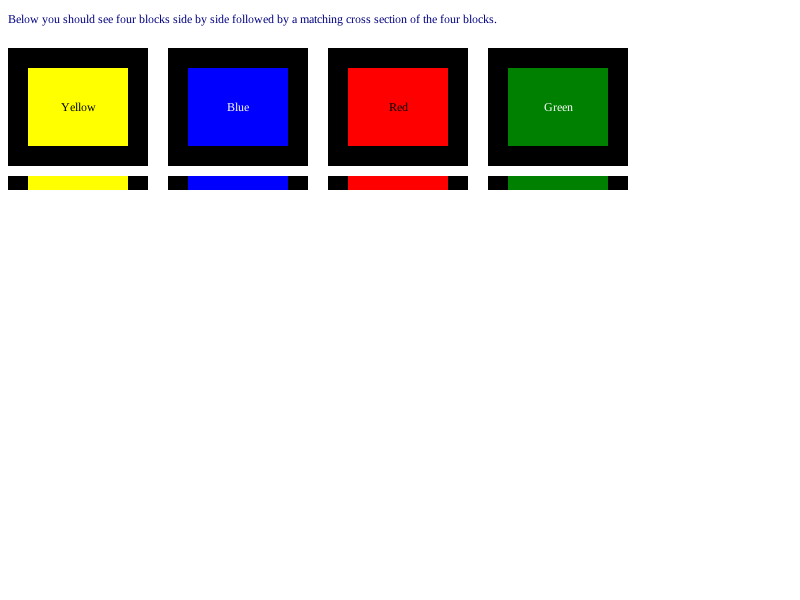 Below you should see four blocks side by side followed by a matching cross section of the four blocks.
Yellow
Blue
Red
Green